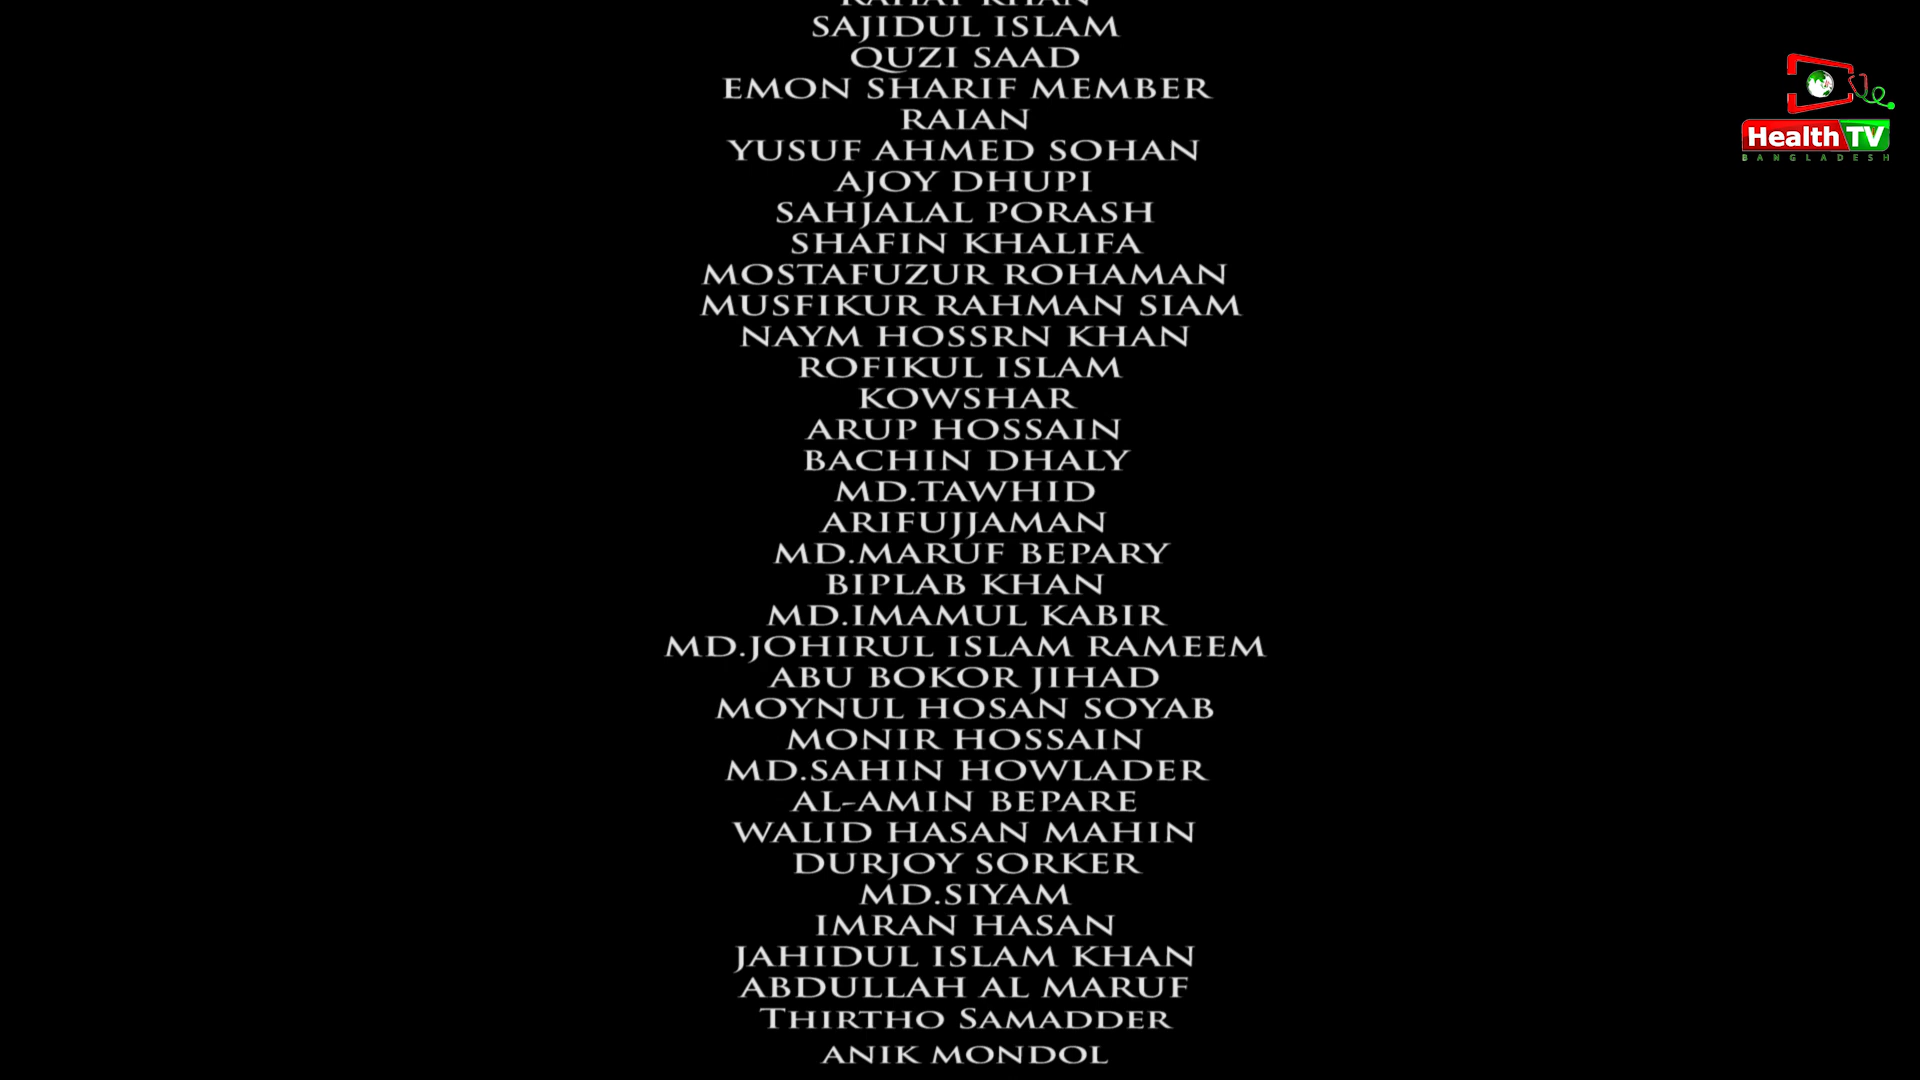 RAHAT KHAN
SAJIDUL ISLAM
QUZI SAAD
EMON SHARIF MEMBER
RAIAN
YUSUF AHMED SOHAN
AJOY DHUPI
SAHJALAL PORASH
SHAFIN KHALIFA
MOSTAFUZUR ROHAMAN
MUSFIKUR RAHMAN SIAM
NAYM HOSSRN KHAN
ROFIKUL ISLAM
KOWSHAR
ARUP HOSSAIN
BACHIN DHALY
MD.TAWHID
ARIFUJJAMAN
MD.MARUF BEPARY
BIPLAB KHAN
MD.IMAMUL KABIR
MD.JOHIRUL ISLAM RAMEEM
ABU BOKOR JIHAD
MOYNUL HOSAN SOYAB
MONIR HOSSAIN
MD.SAHIN HOWLADER
AL-AMIN BEPARE
WALID HASAN MAHIN
DURJOY SORKER
MD.SIYAM
IMRAN HASAN
JAHIDUL ISLAM KHAN
ABDULLAH AL MARUF
THIRTHO SAMADDER
ANIK MONDOL
Health TV
BANGLADESH